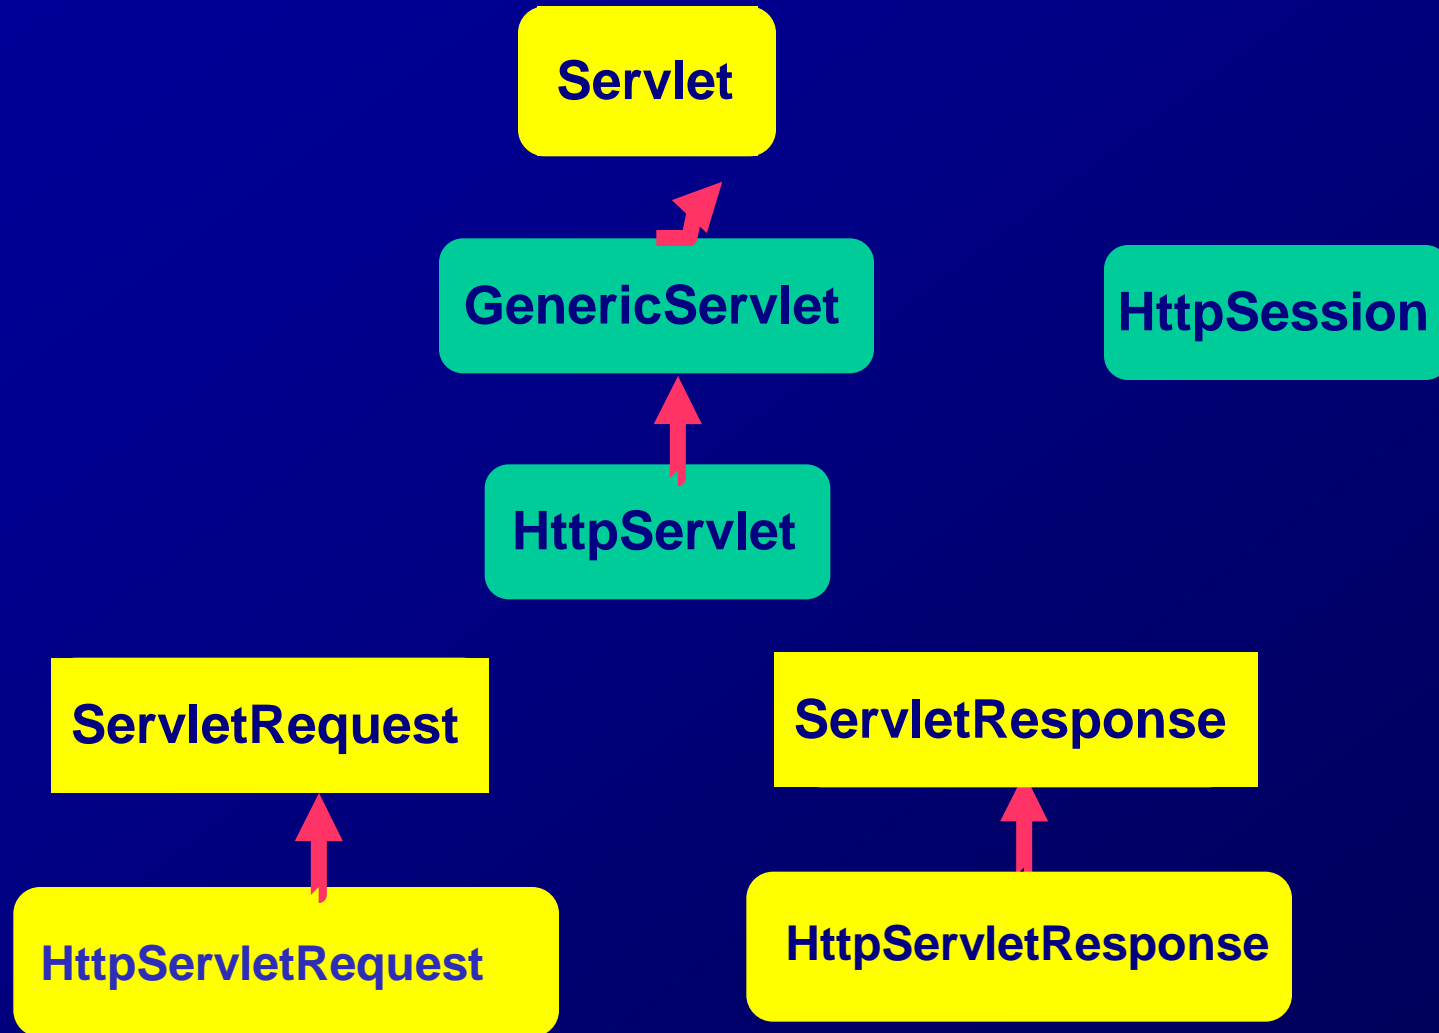 Servlet
GenericServlet
HttpSession
HttpServlet
ServletRequest
ServletResponse
HttpServletRequest
HttpServletResponse